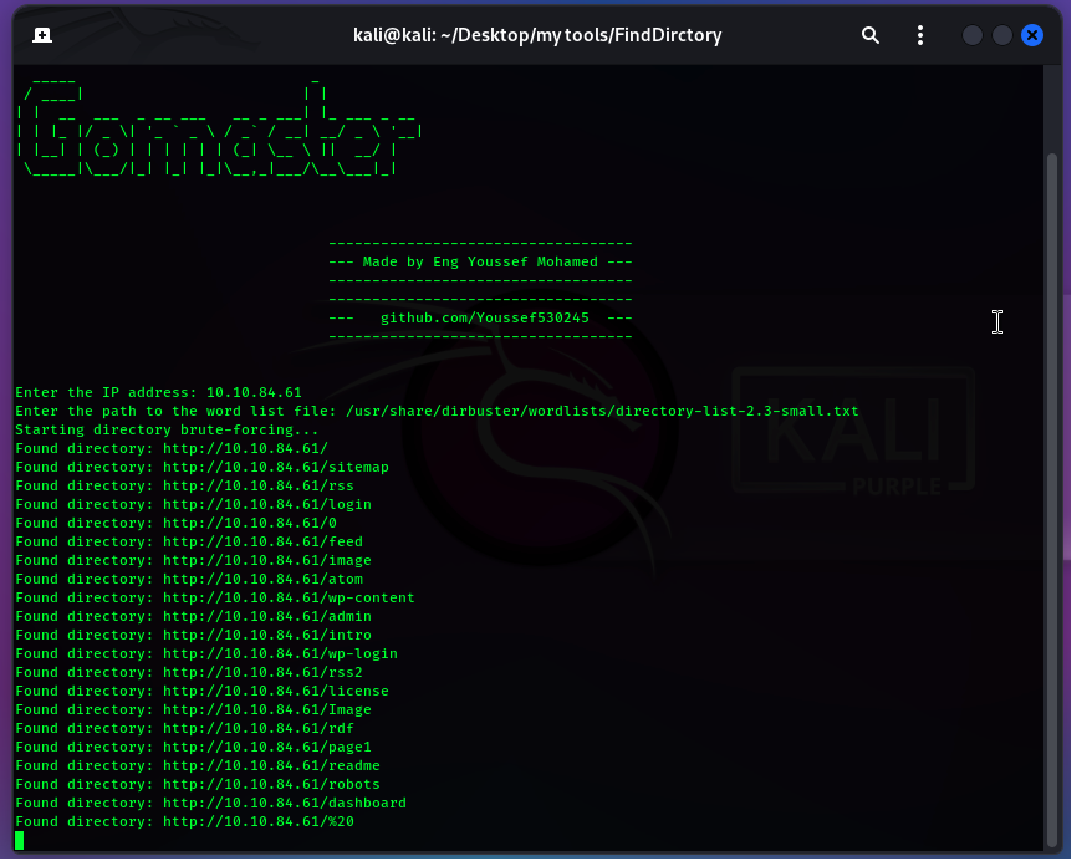 kali@kali: ~/Desktop/my tools/FindDirctory
Gomaster
-----------------------------------
--- Made by Eng Youssef Mohamed ---
-----------------------------------
-----------------------------------
---   github.com/Youssef530245  ---
-----------------------------------
Enter the IP address: 10.10.84.61
Enter the path to the word list file: /usr/share/dirbuster/wordlists/directory-list-2.3-small.txt
Starting directory brute-forcing...
Found directory: http://10.10.84.61/
Found directory: http://10.10.84.61/sitemap
Found directory: http://10.10.84.61/rss
Found directory: http://10.10.84.61/login
Found directory: http://10.10.84.61/0
Found directory: http://10.10.84.61/feed
Found directory: http://10.10.84.61/image
Found directory: http://10.10.84.61/atom
Found directory: http://10.10.84.61/wp-content
Found directory: http://10.10.84.61/admin
Found directory: http://10.10.84.61/intro
Found directory: http://10.10.84.61/wp-login
Found directory: http://10.10.84.61/rss2
Found directory: http://10.10.84.61/license
Found directory: http://10.10.84.61/Image
Found directory: http://10.10.84.61/rdf
Found directory: http://10.10.84.61/page1
Found directory: http://10.10.84.61/readme
Found directory: http://10.10.84.61/robots
Found directory: http://10.10.84.61/dashboard
Found directory: http://10.10.84.61/%20
KALI
PURPLE